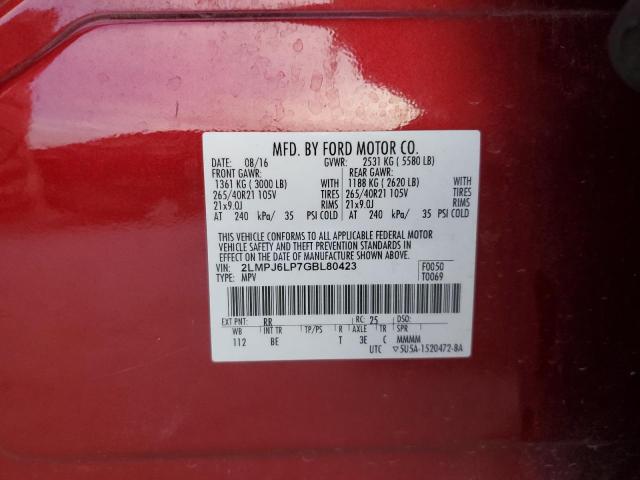 MFD. BY FORD MOTOR CO.
DATE: 08/16 GVWR: 2531 KG ( 5580 LB)
FRONT GAWR: REAR GAWR:
1361 KG ( 3000 LB) WITH 1188 KG ( 2620 LB) WITH
265/40R21 105V TIRES 265/40R21 105V TIRES
21x9.0J RIMS 21x9.0J RIMS
AT 240 kPa/ 35 PSI COLD AT 240 kPa/ 35 PSI COLD
THIS VEHICLE CONFORMS TO ALL APPLICABLE FEDERAL MOTOR
VEHICLE SAFETY AND THEFT PREVENTION STANDARDS IN
EFFECT ON THE DATE OF MANUFACTURE SHOWN ABOVE.
VIN: 2LMPJ6LP7GBL80423 F0050
TYPE: MPV T0069
EXT PNT: RR RC: 25 DSO:
WB INT TR TP/PS R AXLE TR SPR
112 BE T 3E C MMMM
UTC ▽5U5A-1520472-BA